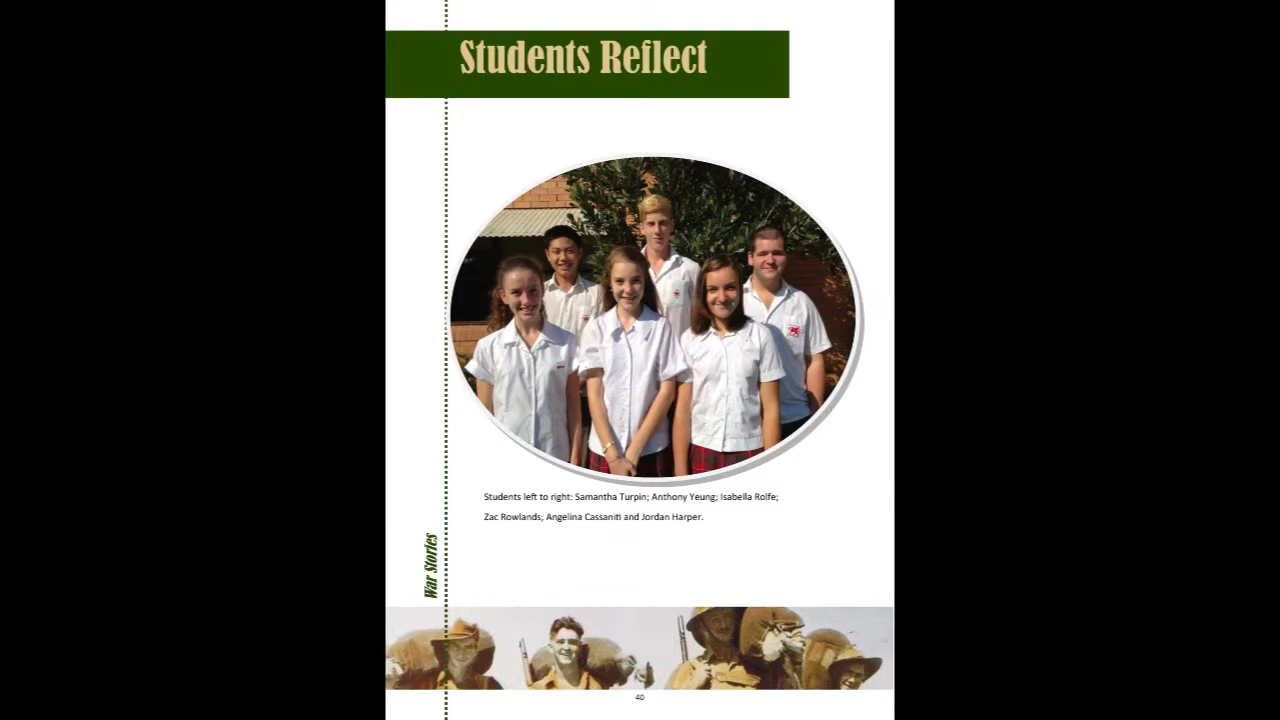 Students Reflect
Students left to right: Samantha Turpin; Anthony Yeung; Isabella Rolfe;
Zac Rowlands; Angelina Cassaniti and Jordan Harper.
War Stories
40